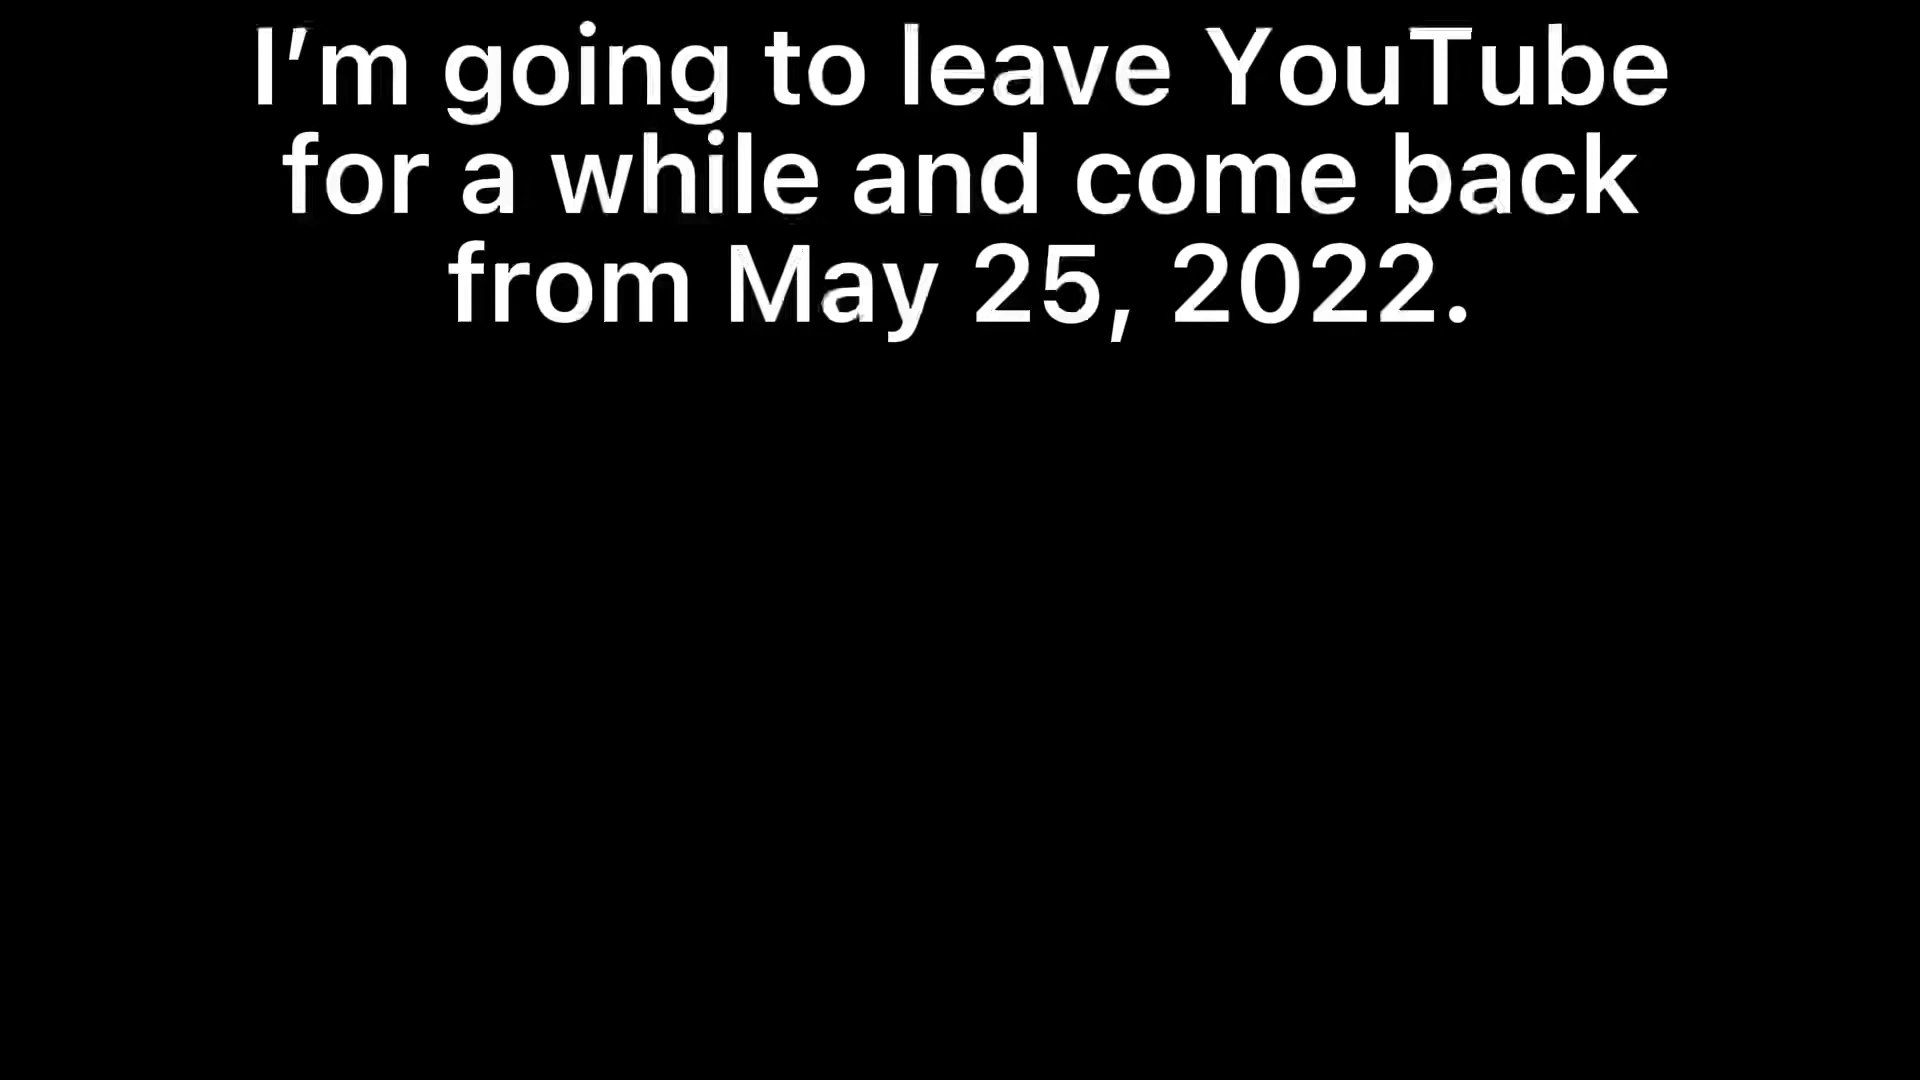 I’m going to leave YouTube
for a while and come back
from May 25, 2022.